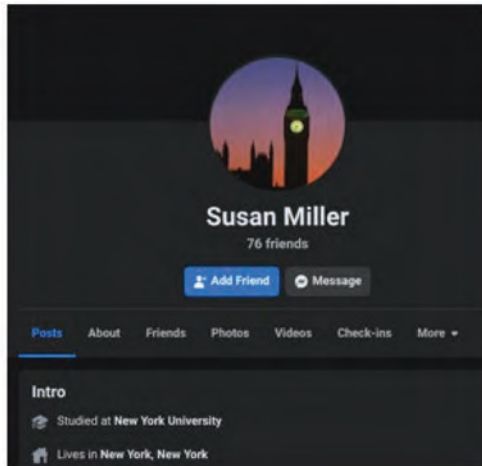 Susan Miller
76 friends
Add Friend Message
Posts About Friends Photos Videos Check-ins More
Intro
Studied at New York University
Lives in New York, New York